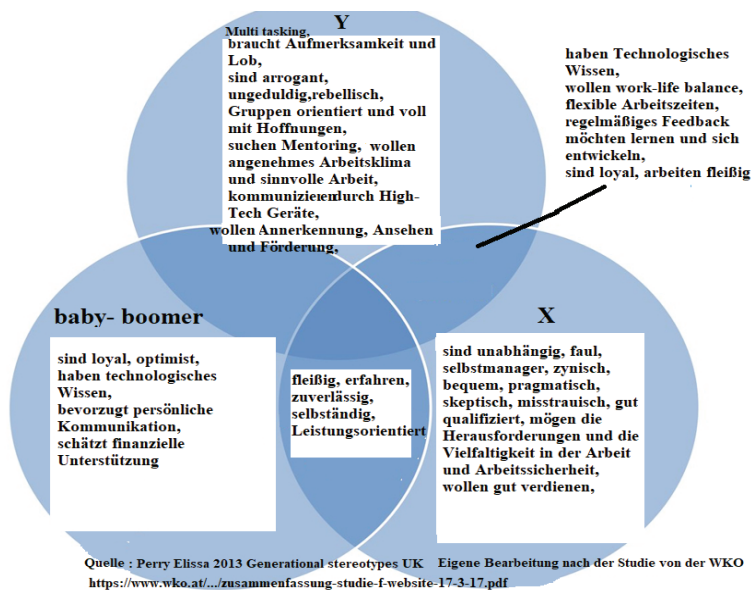 Y
Multi tasking,
braucht Aufmerksamkeit und
Lob,
sind arrogant,
ungeduldig,rebellisch,
Gruppen orientiert und voll
mit Hoffnungen,
suchen Mentoring, wollen
angenehmes Arbeitsklima
und sinnvolle Arbeit,
kommunizieren durch High-
Tech Geräte,
wollen Annerkennung, Ansehen
und Förderung,
haben Technologisches
Wissen,
wollen work-life balance,
flexible Arbeitszeiten,
regelmäßiges Feedback
möchten lernen und sich
entwickeln,
sind loyal, arbeiten fleißig
baby- boomer
sind loyal, optimist,
haben technologisches
Wissen,
bevorzugt persönliche
Kommunikation,
schätzt finanzielle
Unterstützung
fleißig, erfahren,
zuverlässig,
selbständig,
Leistungsorientiert
X
sind unabhängig, faul,
selbstmanager, zynisch,
bequem, pragmatisch,
skeptisch, misstrauisch, gut
qualifiziert, mögen die
Herausforderungen und die
Vielfaltigkeit in der Arbeit
und Arbeitssicherheit,
wollen gut verdienen,
Quelle : Perry Elissa 2013 Generational stereotypes UK Eigene Bearbeitung nach der Studie von der WKO
https://www.wko.at/.../zusammenfassung-studie-f-website-17-3-17.pdf